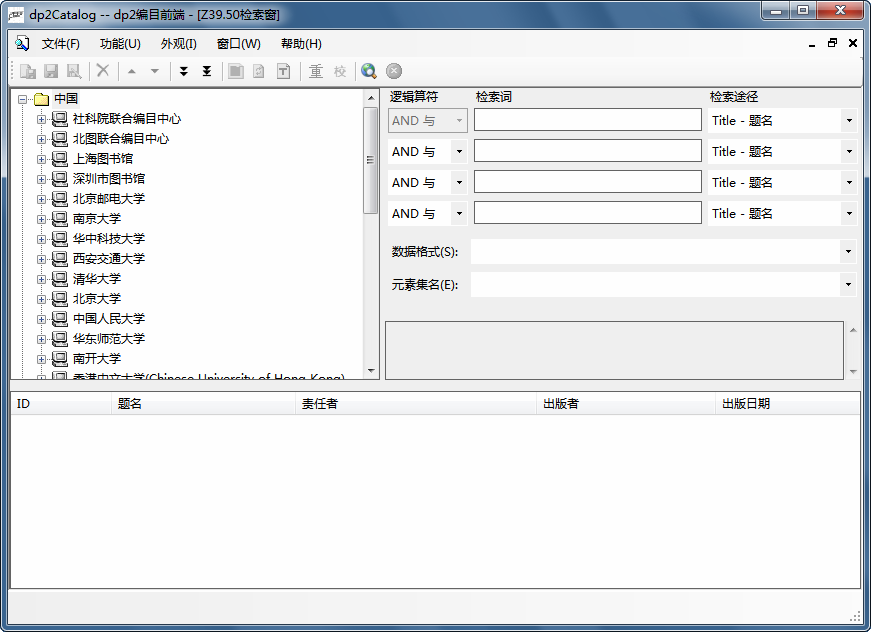 dp2Catalog -- dp2编目前端 - [Z39.50检索窗]
文件(F) 功能(U) 外观(I) 窗口(W) 帮助(H)
重 校
中国
社科院联合编目中心
北图联合编目中心
上海图书馆
深圳市图书馆
北京邮电大学
南京大学
华中科技大学
西安交通大学
清华大学
北京大学
中国人民大学
华东师范大学
南开大学
香港中文大学(Chinese University of Hong Kong)
逻辑算符 检索词 检索途径
AND 与 Title - 题名
AND 与 Title - 题名
AND 与 Title - 题名
AND 与 Title - 题名
数据格式(S):
元素集名(E):
ID 题名 责任者 出版者 出版日期